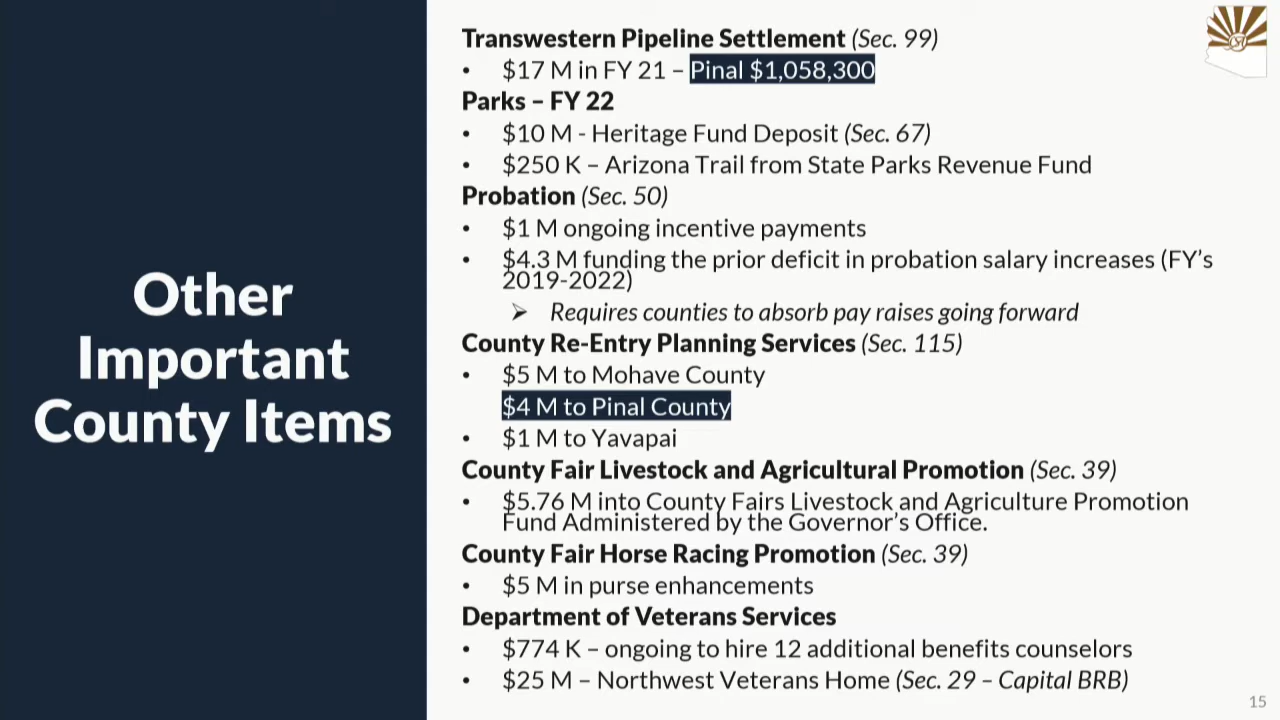 Other
Important
County Items
Transwestern Pipeline Settlement (Sec. 99)
• $17 M in FY 21 – Pinal $1,058,300
Parks – FY 22
• $10 M - Heritage Fund Deposit (Sec. 67)
• $250 K – Arizona Trail from State Parks Revenue Fund
Probation (Sec. 50)
• $1 M ongoing incentive payments
• $4.3 M funding the prior deficit in probation salary increases (FY's
2019-2022)
➢ Requires counties to absorb pay raises going forward
County Re-Entry Planning Services (Sec. 115)
• $5 M to Mohave County
$4 M to Pinal County
• $1 M to Yavapai
County Fair Livestock and Agricultural Promotion (Sec. 39)
• $5.76 M into County Fairs Livestock and Agriculture Promotion
Fund Administered by the Governor's Office.
County Fair Horse Racing Promotion (Sec. 39)
• $5 M in purse enhancements
Department of Veterans Services
• $774 K – ongoing to hire 12 additional benefits counselors
• $25 M – Northwest Veterans Home (Sec. 29 – Capital BRB)
15